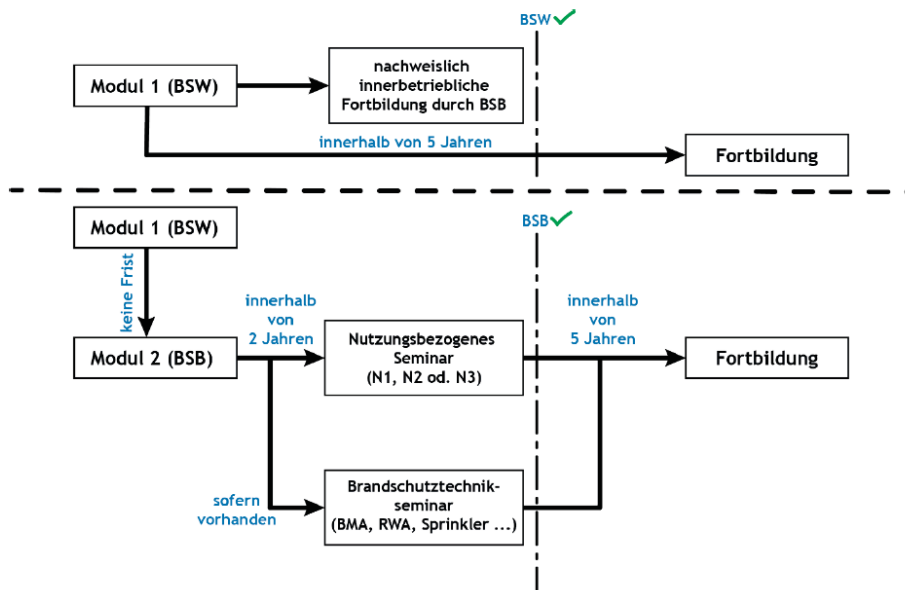 BSW
nachweislich
innerbetriebliche
Fortbildung durch BSB
Modul 1 (BSW)
innerhalb von 5 Jahren
Fortbildung
Modul 1 (BSW)
BSB
keine Frist
innerhalb
von
2 Jahren
innerhalb
von
5 Jahren
Modul 2 (BSB)
Nutzungsbezogenes
Seminar
(N1, N2 od. N3)
Fortbildung
sofern
vorhanden
Brandschutztechnik-
seminar
(BMA, RWA, Sprinkler ...)